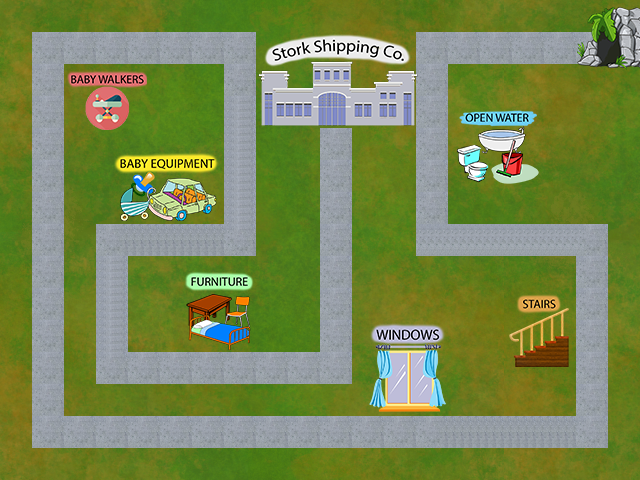 Stork Shipping Co.
BABY WALKERS
OPEN WATER
BABY EQUIPMENT
FURNITURE
STAIRS
WINDOWS